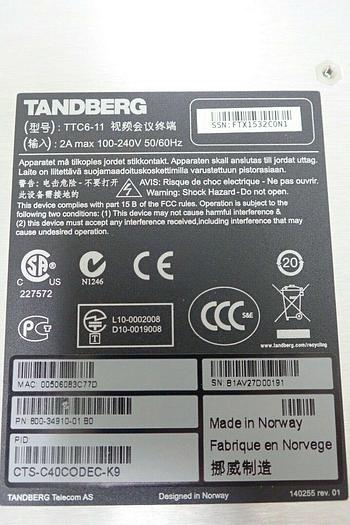 TANDBERG
SSN: FTX1532C0N1
(型号): TTC6-11 视频会议终端
(输入): 2A max 100-240V 50/60Hz
Apparatet må tilkoples jordet stikkontakt. Apparaten skall anslutas till jordat uttag.
Laite on liitettävä suojamaadoituskoskettimilla varustettuun pistorasiaan.
警告: 电击危险 - 不要打开
此设备需接地的
AVIS: Risque de choc electrique - Ne pas ouvrir.
Warning: Shock Hazard - Do not open.
This device complies with part 15 B of the FCC rules. Operation is subject to the
following two conditions: (1) This device may not cause harmful interference &
(2) this device must accept any interference received,including interference that may
cause undesired operation.
C US
227572
N1246
CE
20
L10-0002008
D10-0019008
CCC S&E
www.tandberg.com/recycling
MAC: 00506083C77D
SN: B1AV27D00191
PN: 800-34910-01 B0
PID
CTS-C40CODEC-K9
Made in Norway
Fabrique en Norvege
挪威制造
TANDBERG Telecom AS
Designed in Norway
140255 rev. 01